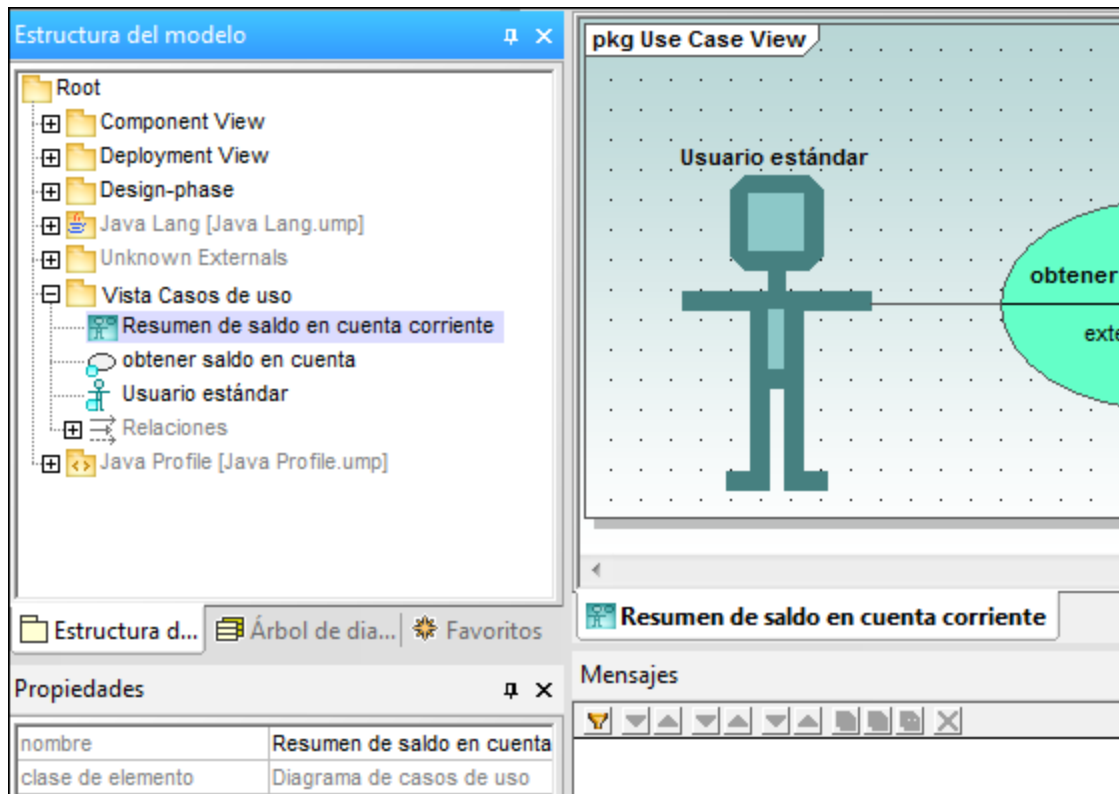 Estructura del modelo
Root
Component View
Deployment View
Design-phase
Java Lang [Java Lang.ump]
Unknown Externals
Vista Casos de uso
Resumen de saldo en cuenta corriente
obtener saldo en cuenta
Usuario estándar
Relaciones
Java Profile [Java Profile.ump]
Estructura d... Árbol de dia... Favoritos
Propiedades
nombre Resumen de saldo en cuenta
clase de elemento Diagrama de casos de uso
pkg Use Case View
Usuario estándar
obtener
exte
Resumen de saldo en cuenta corriente
Mensajes